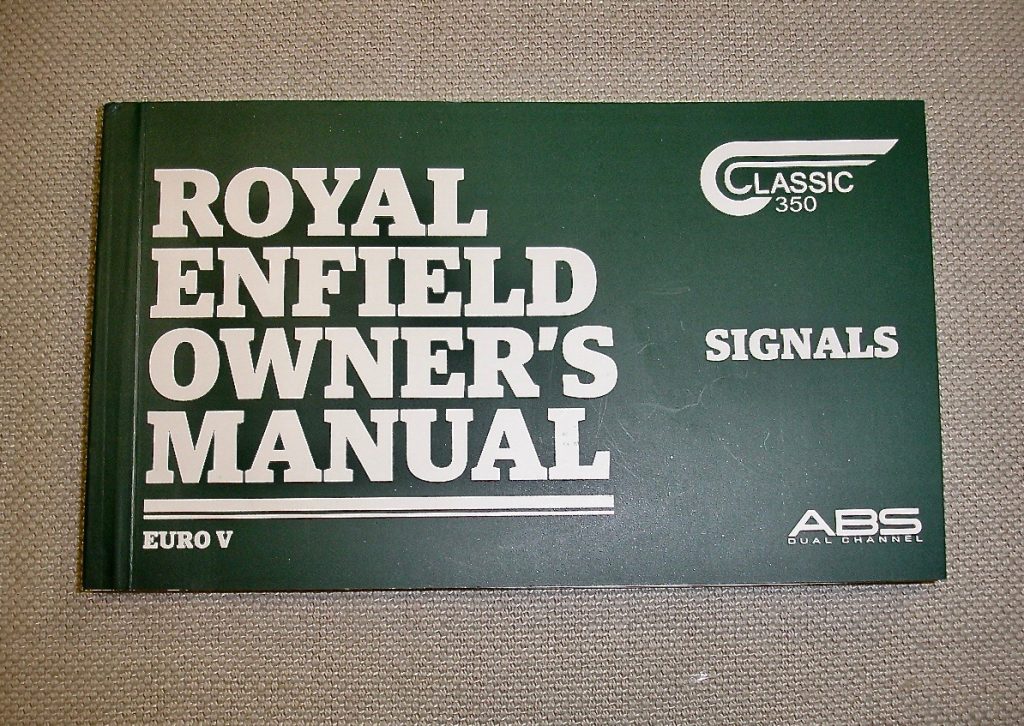 ROYAL
ENFIELD
OWNER'S
MANUAL
EURO V
CLASSIC
350
SIGNALS
ABS
DUAL CHANNEL